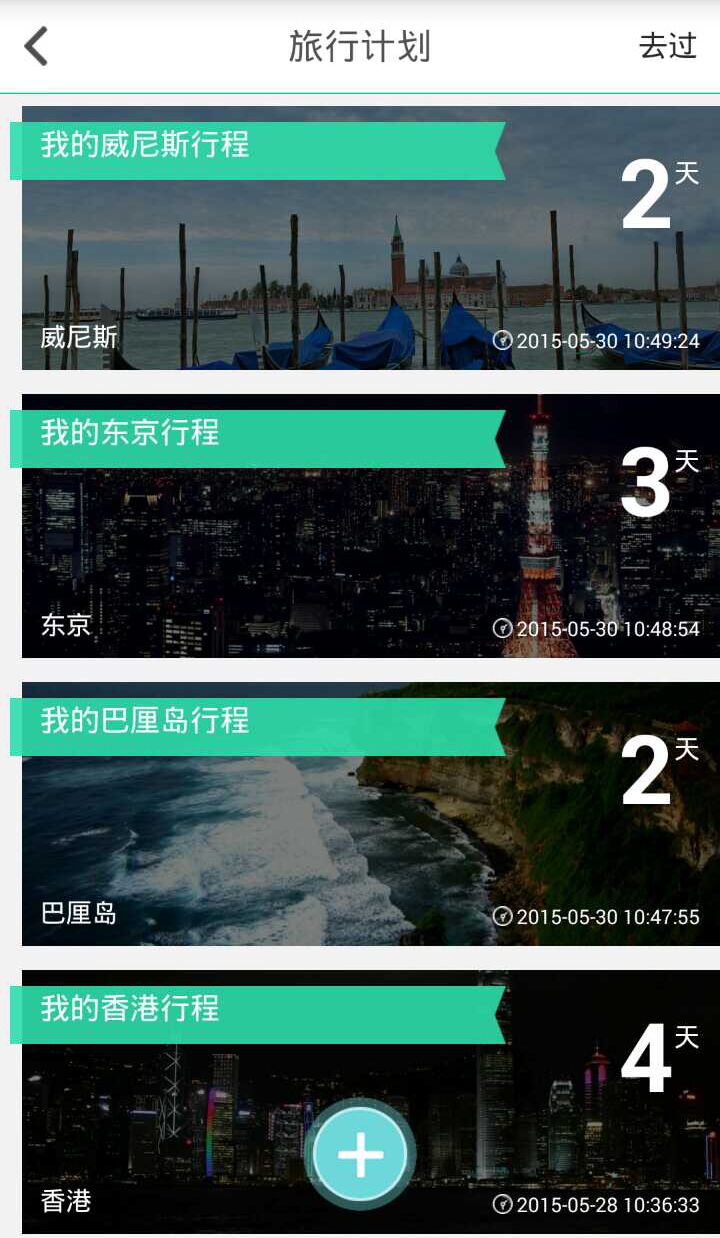 旅行计划
去过
我的威尼斯行程
2天
威尼斯
2015-05-30 10:49:24
我的东京行程
3天
东京
2015-05-30 10:48:54
我的巴厘岛行程
2天
巴厘岛
2015-05-30 10:47:55
我的香港行程
4天
香港
2015-05-28 10:36:33